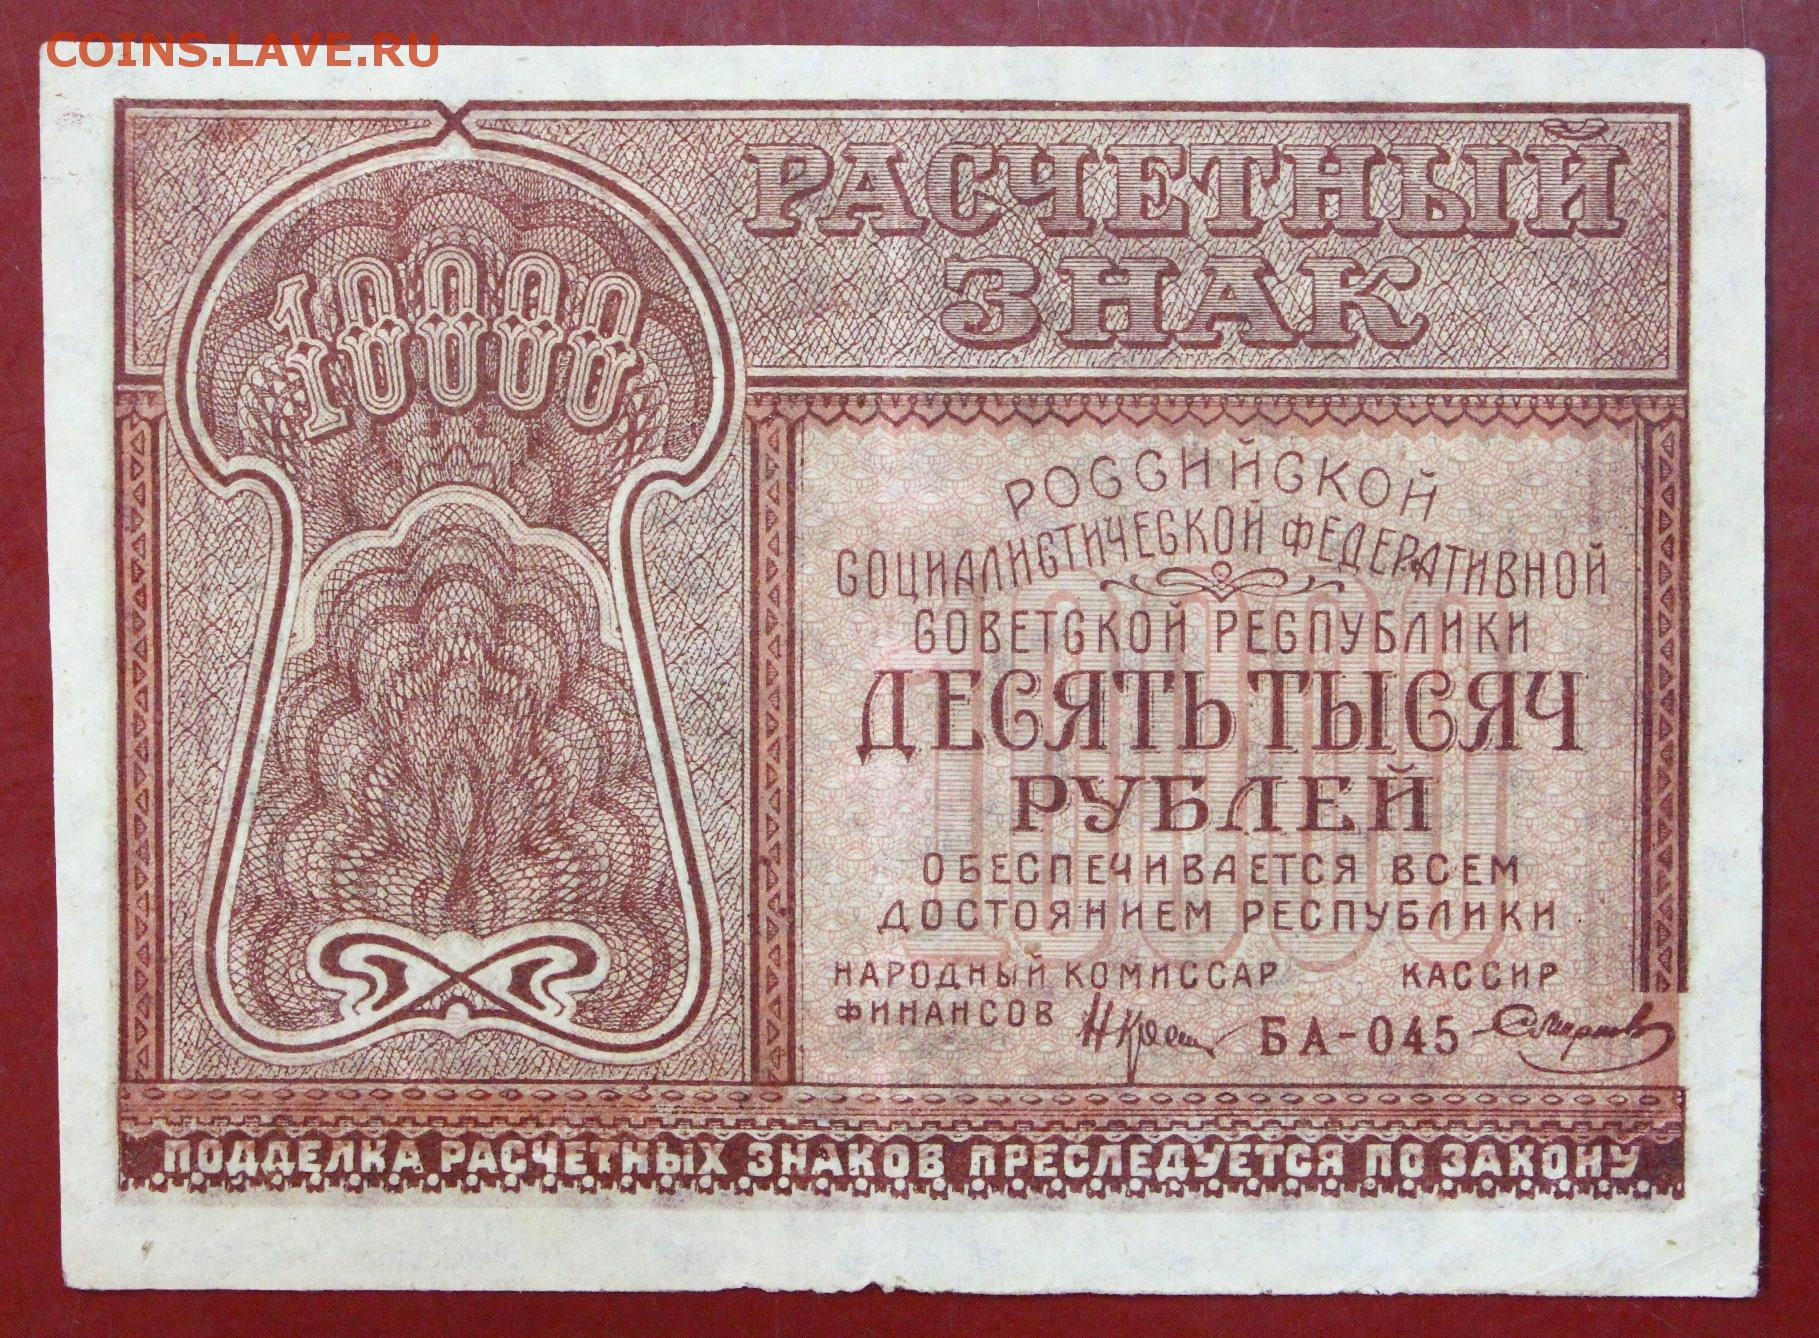 COINS.LAVE.RU
РАСЧЕТНЫЙ
ЗНАК
10000
10000
РОССИЙСКОЙ
СОЦИАЛИСТИЧЕСКОЙ ФЕДЕРАТИВНОЙ
СОВЕТСКОЙ РЕСПУБЛИКИ
ДЕСЯТЬ ТЫСЯЧ
РУБЛЕЙ
ОБЕСПЕЧИВАЕТСЯ ВСЕМ
ДОСТОЯНИЕМ РЕСПУБЛИКИ
НАРОДНЫЙ КОМИССАР КАССИР
ФИНАНСОВ БА-045
ПОДДЕЛКА РАСЧЕТНЫХ ЗНАКОВ ПРЕСЛЕДУЕТСЯ ПО ЗАКОНУ